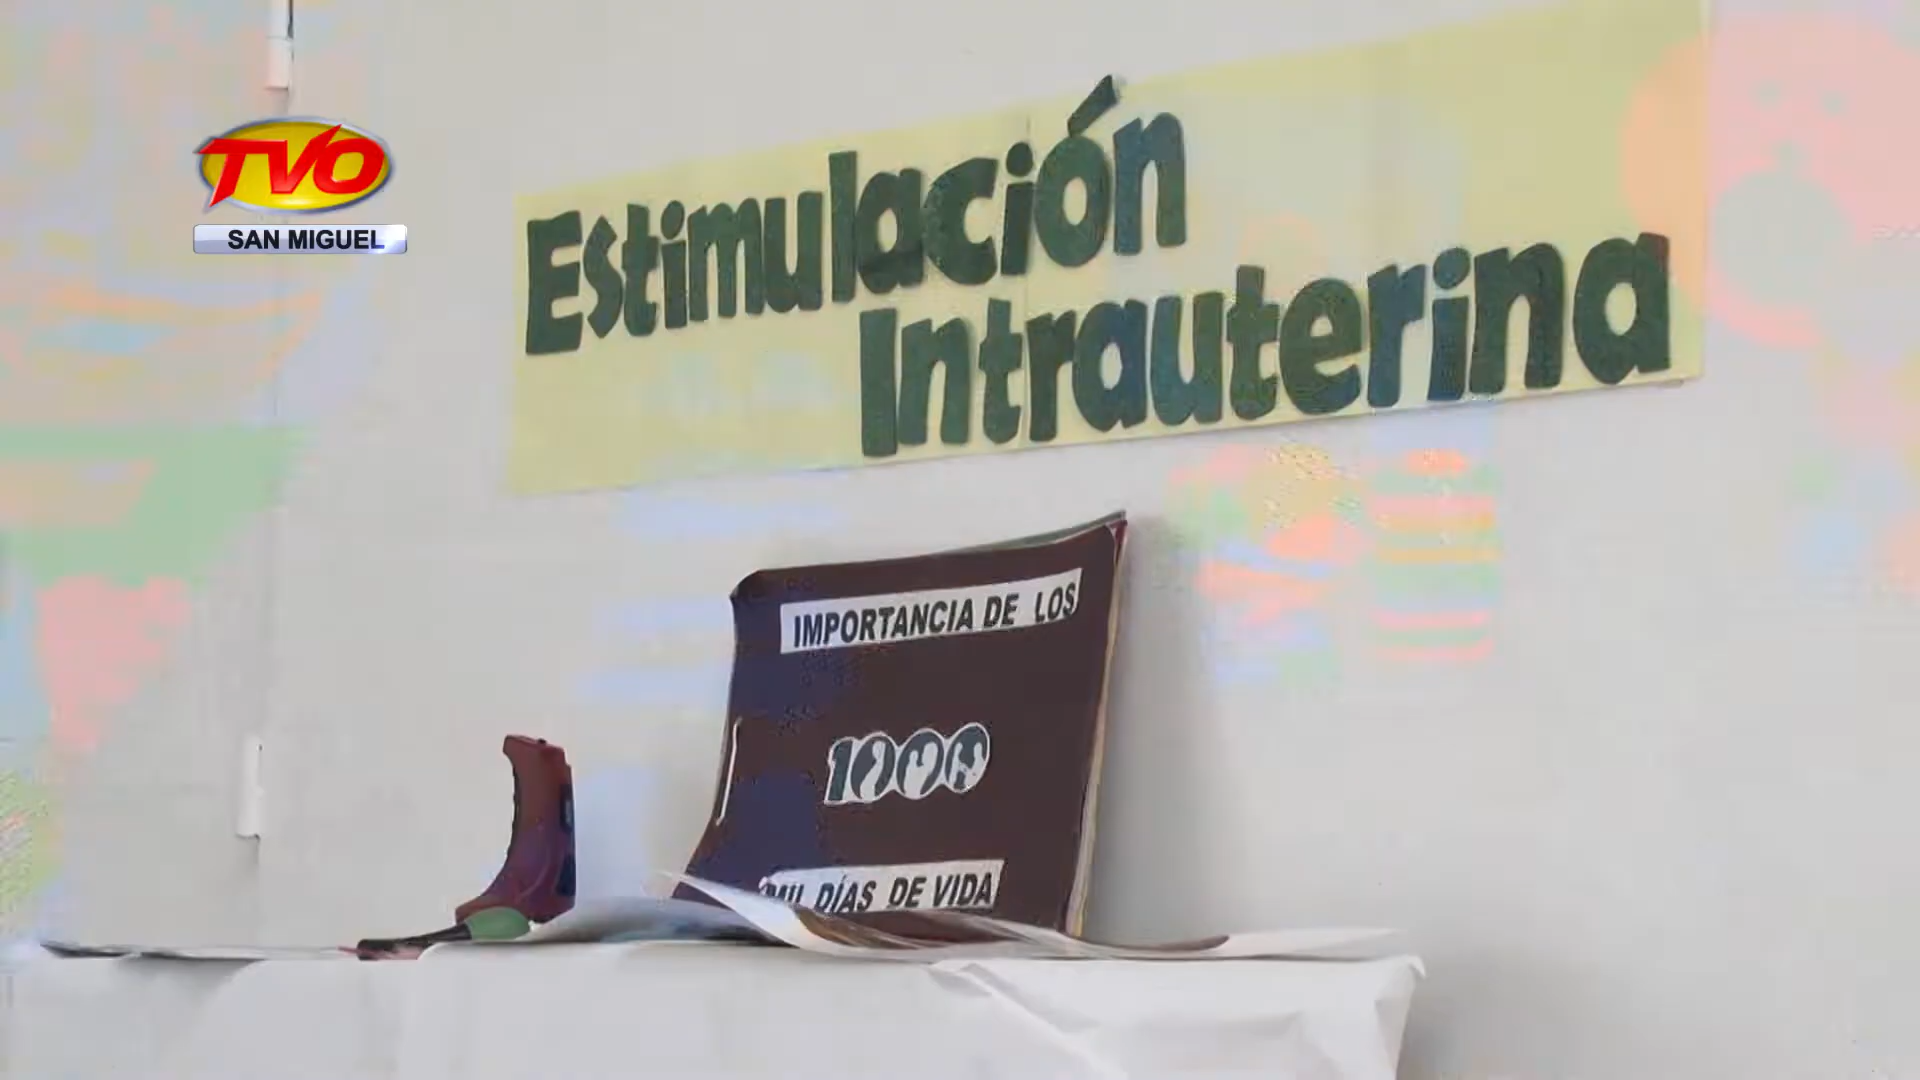 TVO
SAN MIGUEL
Estimulación
Intrauterina
IMPORTANCIA DE LOS
1000
MIL DÍAS DE VIDA